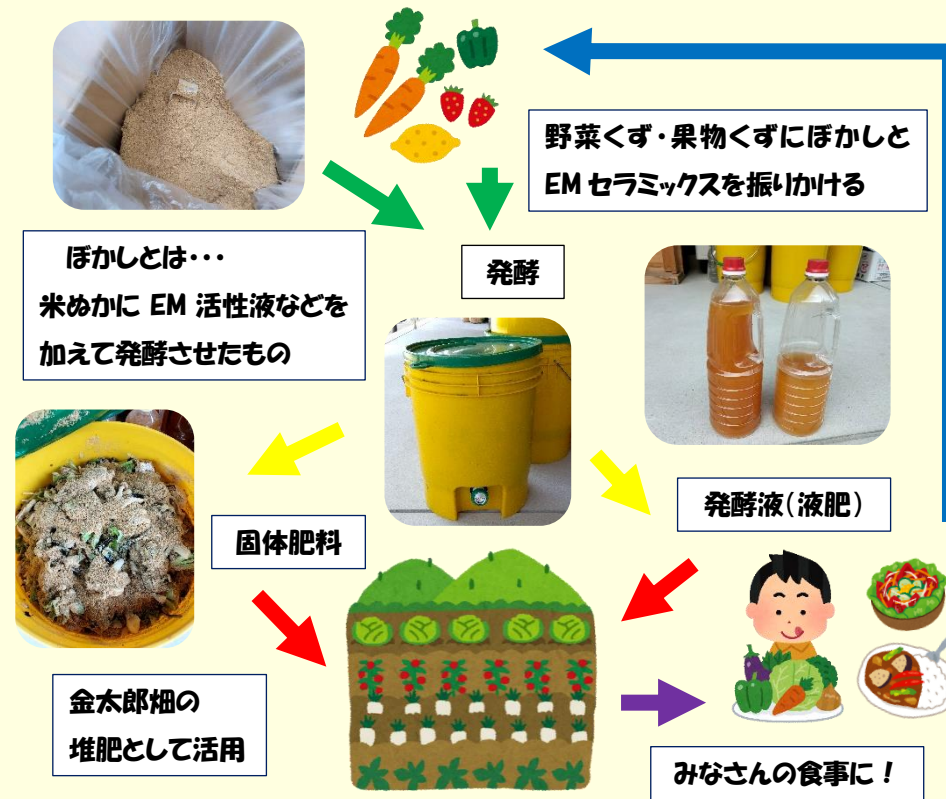 野菜くず・果物くずにぼかしと
EMセラミックスを振りかける
ぼかしとは・・・
米ぬかに EM 活性液などを
加えて発酵させたもの
発酵
発酵液(液肥)
固体肥料
金太郎畑の
堆肥として活用
みなさんの食事に！